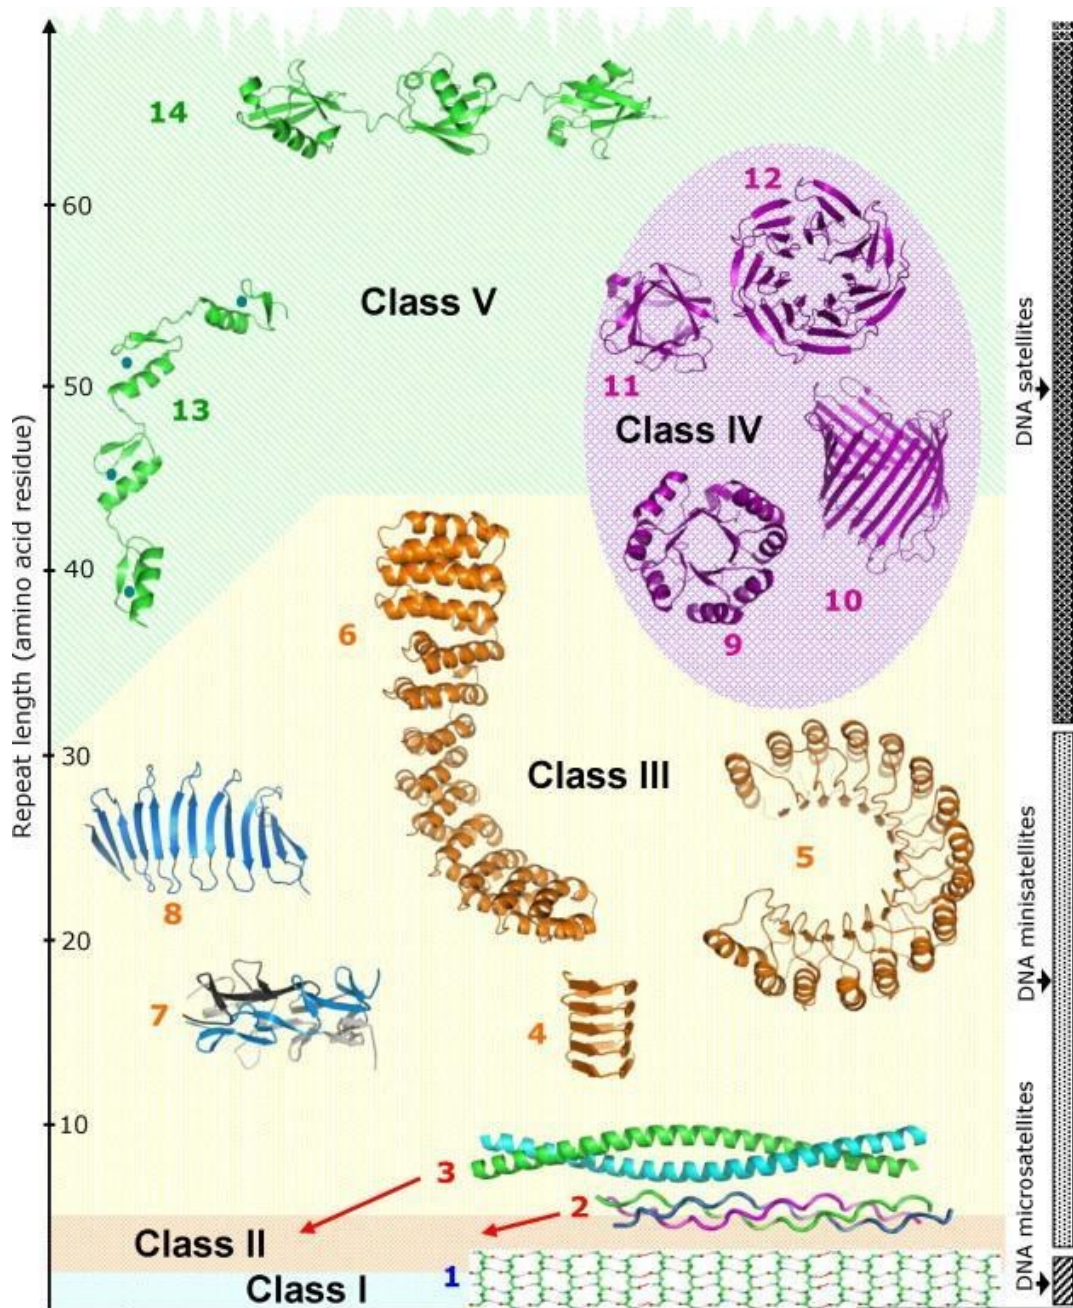 14
12
60
Class V
11
50
13
Class IV
DNA satellites
Repeat length (amino acid residue)
40
10
6
9
30
Class III
5
8
20
7
4
DNA minisatellites
10
3
2
Class II
1
Class I
DNA microsatellites